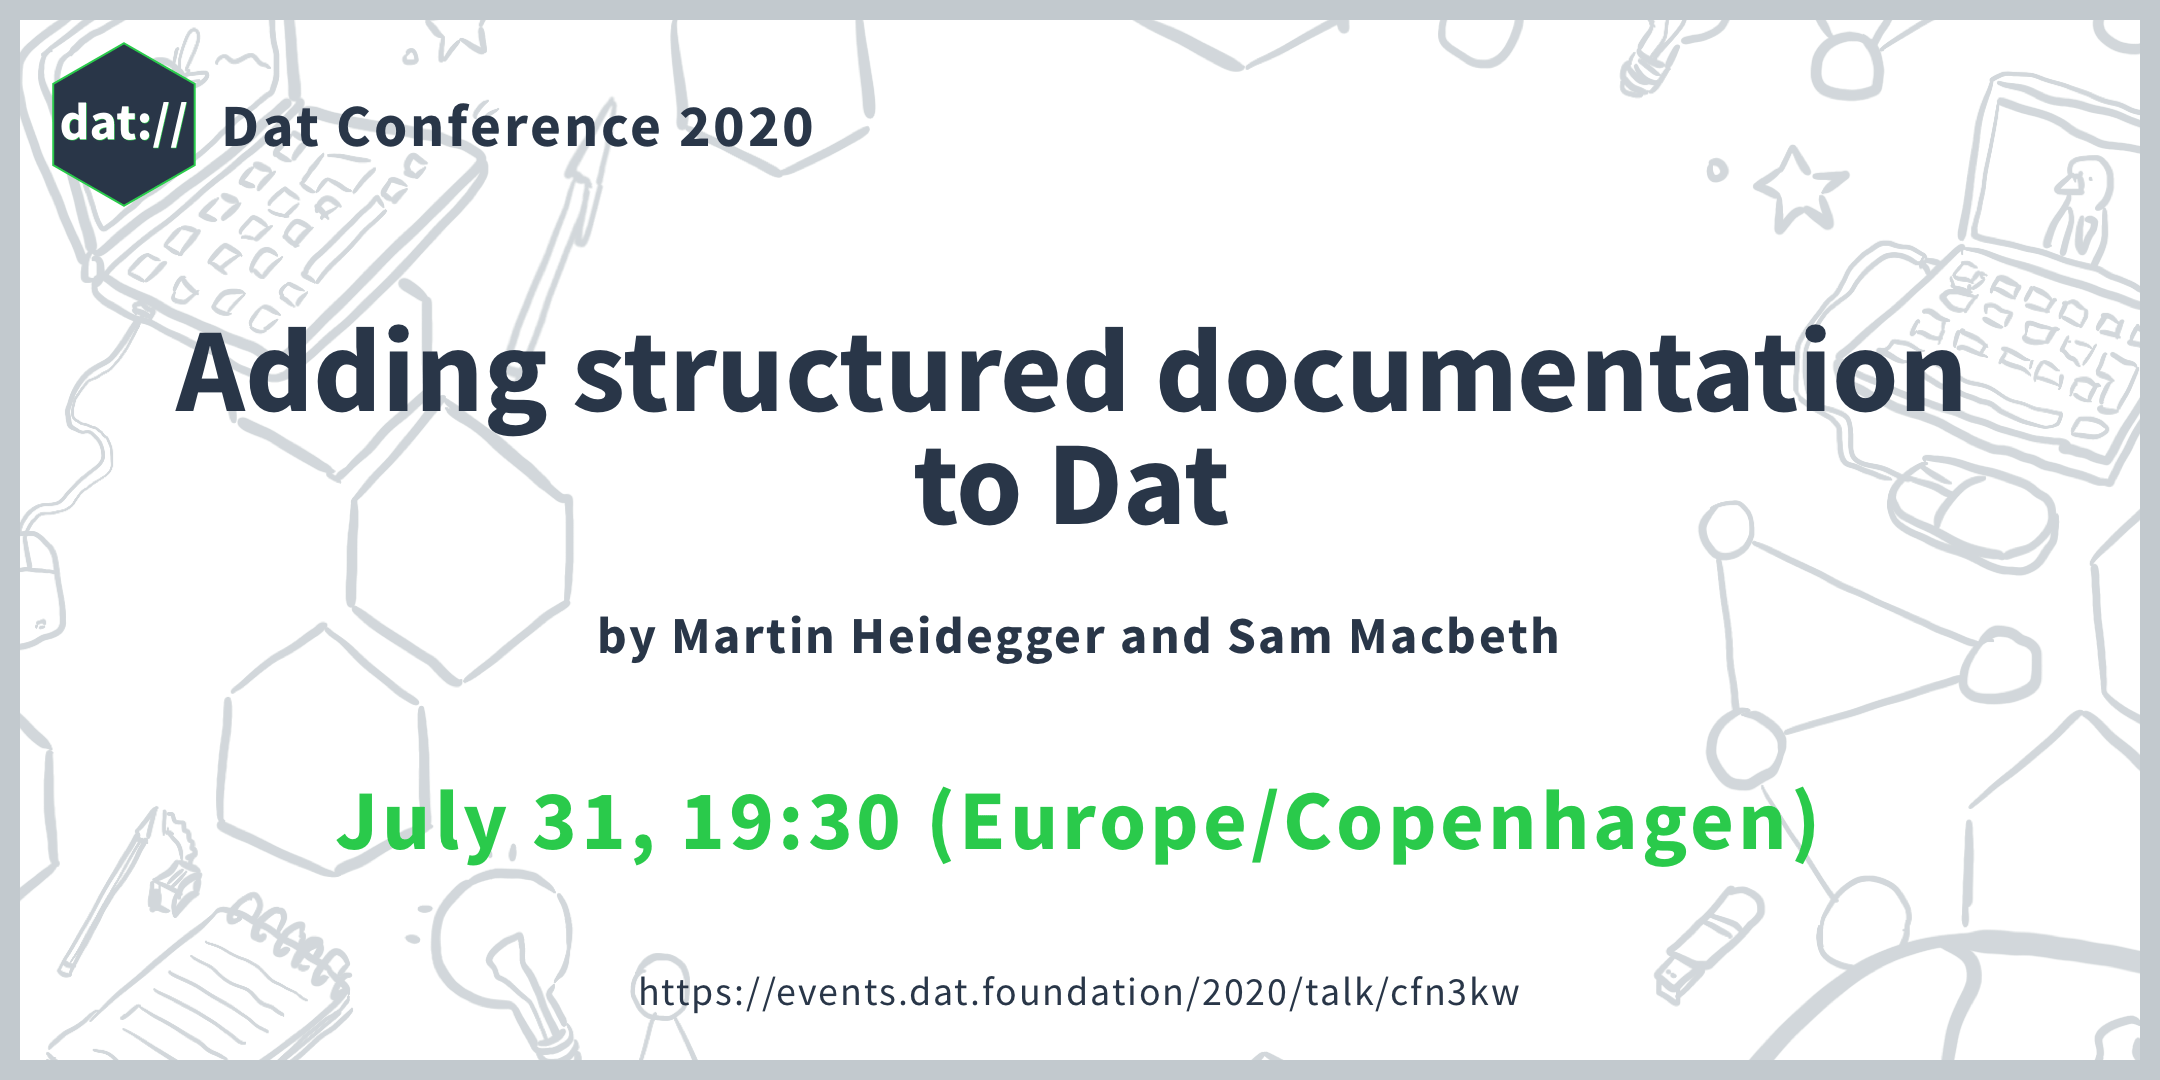 dat://
Dat Conference 2020
Adding structured documentation
to Dat
by Martin Heidegger and Sam Macbeth
July 31, 19:30 (Europe/Copenhagen)
https://events.dat.foundation/2020/talk/cfn3kw